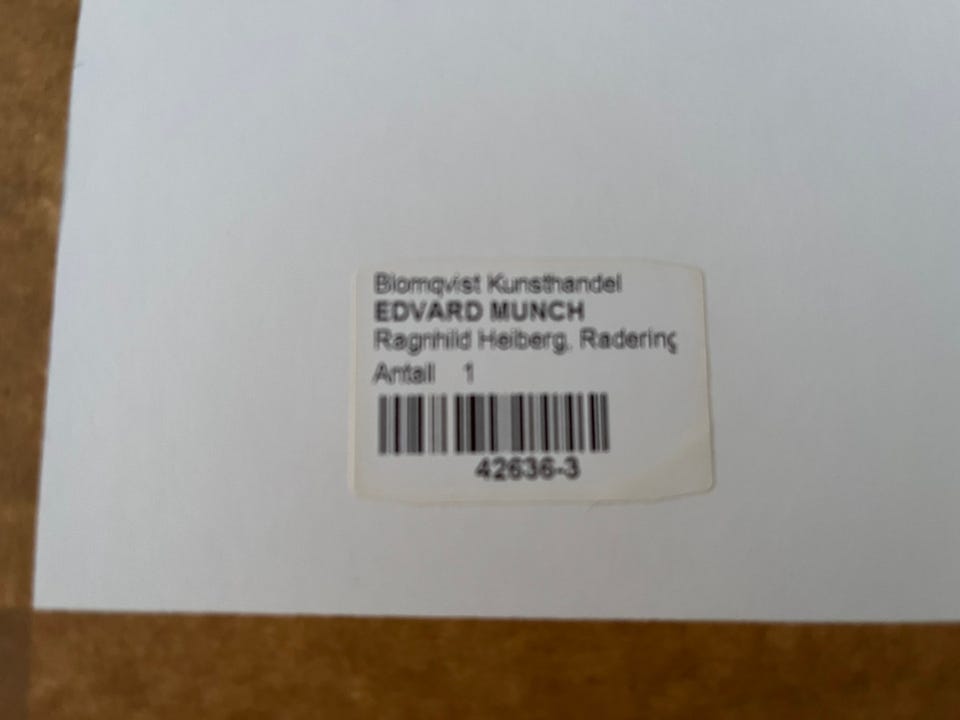 Blomqvist Kunsthandel
EDVARD MUNCH
Ragnhild Heiberg, Radering
Antall 1
42636-3